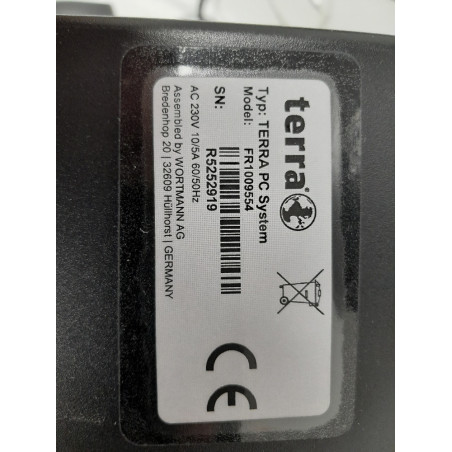 terra
Typ: TERRA PC System
Model: FR1009554
SN: R5252919
AC 230V 10/5A 60/50Hz
Assembled by WORTMANN AG
Bredenhop 20 | 32609 Hüllhorst | GERMANY
CE